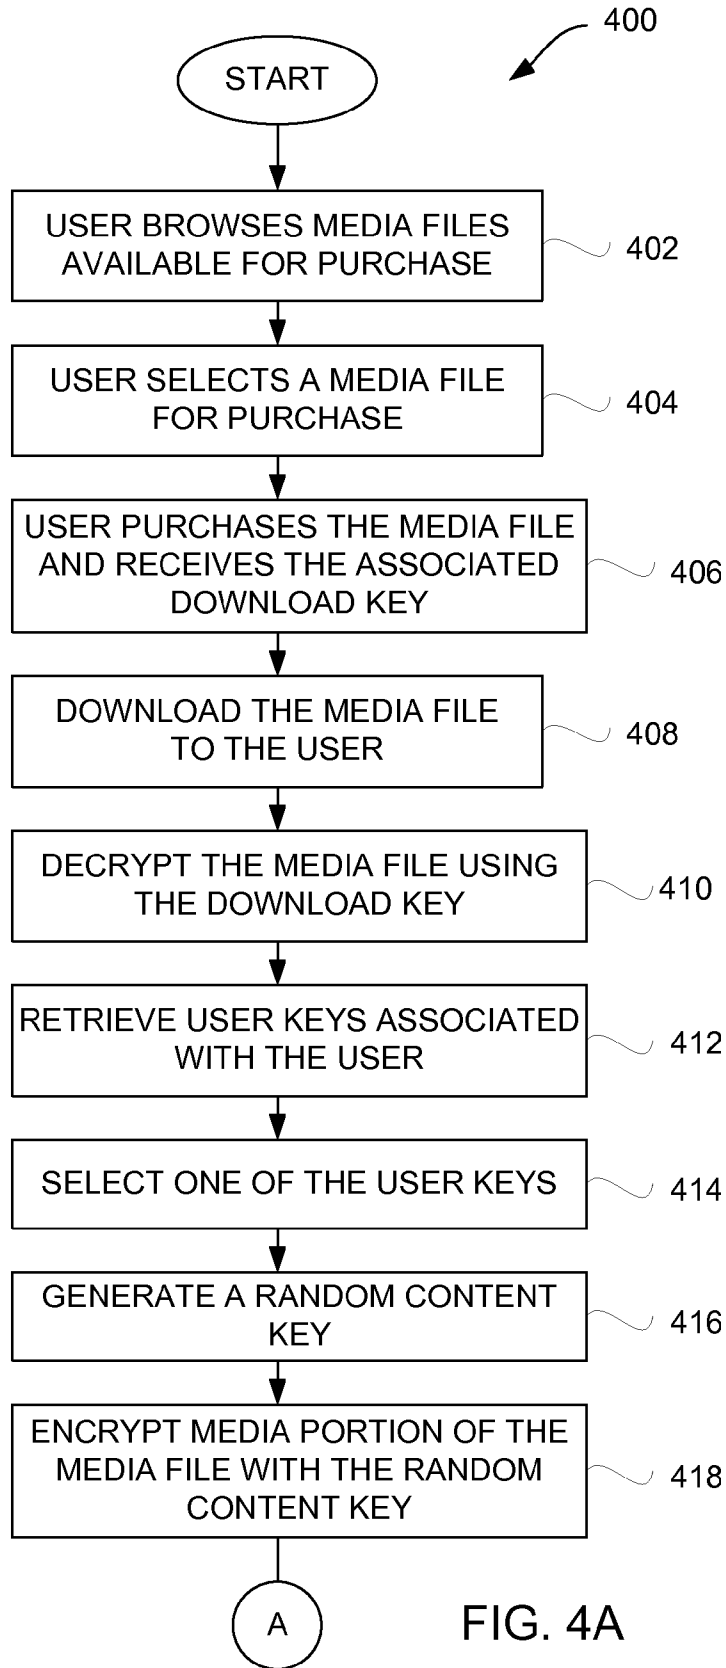 400
START
USER BROWSES MEDIA FILES
AVAILABLE FOR PURCHASE
402
USER SELECTS A MEDIA FILE
FOR PURCHASE
404
USER PURCHASES THE MEDIA FILE
AND RECEIVES THE ASSOCIATED
DOWNLOAD KEY
406
DOWNLOAD THE MEDIA FILE
TO THE USER
408
DECRYPT THE MEDIA FILE USING
THE DOWNLOAD KEY
410
RETRIEVE USER KEYS ASSOCIATED
WITH THE USER
412
SELECT ONE OF THE USER KEYS
414
GENERATE A RANDOM CONTENT
KEY
416
ENCRYPT MEDIA PORTION OF THE
MEDIA FILE WITH THE RANDOM
CONTENT KEY
418
A
FIG. 4A